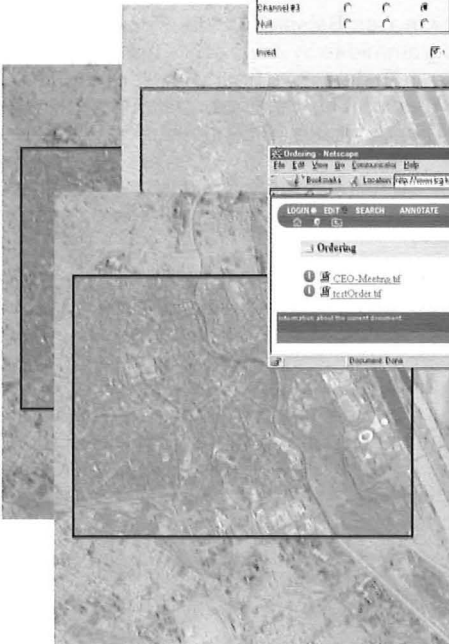 Channel #3
Null
Invert
Ordering - Netscape
File Edit View Go Communicator Help
Bookmarks Location
LOGIN EDIT SEARCH ANNOTATE
Ordering
CEO-Meeting.tif
testOrder.tif
Information about the current document
Document: Done